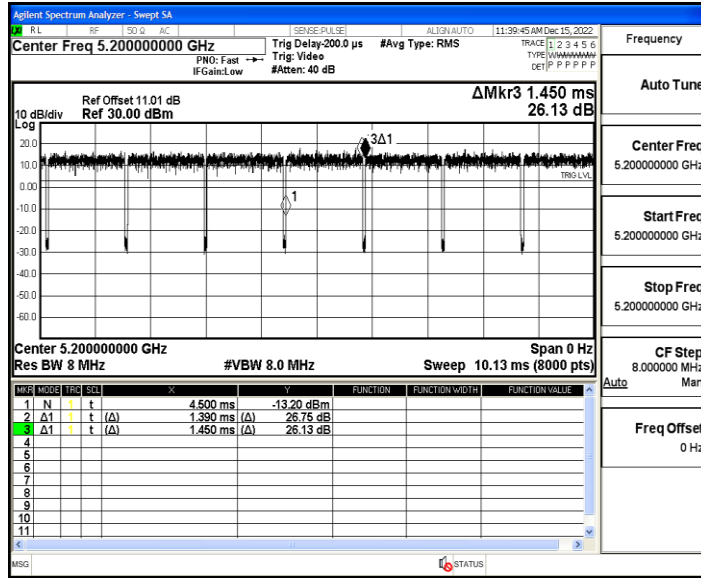 Agilent Spectrum Analyzer - Swept SA
LXI RL RF 50 Ω AC SENSE:PULSE ALIGNAUTO 11:39:45 AM Dec 15, 2022
Center Freq 5.200000000 GHz
PNO: Fast
IFGain:Low
Trig Delay-200.0 µs
Trig: Video
#Atten: 40 dB
#Avg Type: RMS
TRACE 1 2 3 4 5 6
TYPE WWWWWW
DET P P P P P P
ΔMkr3 1.450 ms
26.13 dB
Ref Offset 11.01 dB
10 dB/div Ref 30.00 dBm
Log
20.0
10.0
0.00
-10.0
-20.0
-30.0
-40.0
-50.0
-60.0
3Δ1
TRIG LVL
1
Center 5.200000000 GHz Span 0 Hz
Res BW 8 MHz #VBW 8.0 MHz Sweep 10.13 ms (8000 pts)
MKR MODE TRC SCL X Y FUNCTION FUNCTION WIDTH FUNCTION VALUE
1 N 1 t 4.500 ms -13.20 dBm
2 Δ1 1 t (Δ) 1.390 ms (Δ) 26.75 dB
3 Δ1 1 t (Δ) 1.450 ms (Δ) 26.13 dB
4
5
6
7
8
9
10
11
MSG STATUS
Frequency
Auto Tune
Center Freq
5.200000000 GHz
Start Freq
5.200000000 GHz
Stop Freq
5.200000000 GHz
CF Step
8.000000 MHz
Auto Man
Freq Offset
0 Hz